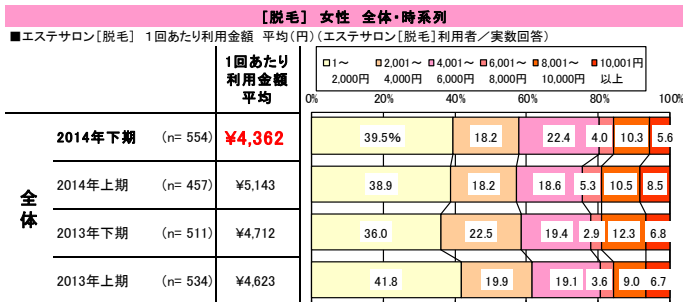 ［脱毛］ 女性 全体・時系列
■エステサロン［脱毛］ 1回あたり利用金額 平均（円）（エステサロン［脱毛］利用者／実数回答）
1回あたり
利用金額
平均
1～
2,000円
2,001～
4,000円
4,001～
6,000円
6,001～
8,000円
8,001～
10,000円
10,001円
以上
0% 20% 40% 60% 80% 100%
全体
2014年下期 (n= 554) ¥4,362 39.5% 18.2 22.4 4.0 10.3 5.6
2014年上期 (n= 457) ¥5,143 38.9 18.2 18.6 5.3 10.5 8.5
2013年下期 (n= 511) ¥4,712 36.0 22.5 19.4 2.9 12.3 6.8
2013年上期 (n= 534) ¥4,623 41.8 19.9 19.1 3.6 9.0 6.7